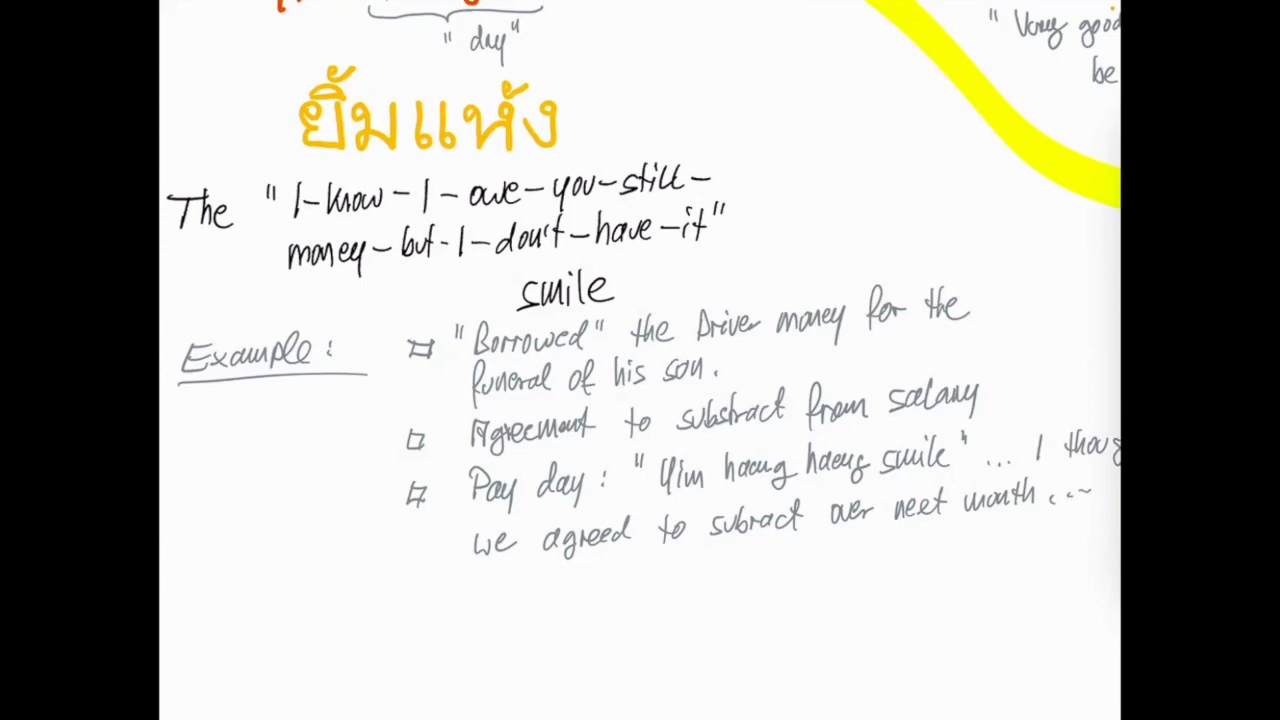 " day "
" Very good
be
ยิ้มแห้ง
The " I-know-I-owe-you-still-
money-but-I-don't-have-it"
smile
Example:
"Borrowed" the Driver money for the
funeral of his son.
Agreement to substract from salary
Pay day: "Yim haeng haeng smile" ... I thoug
we agreed to subract over next month...